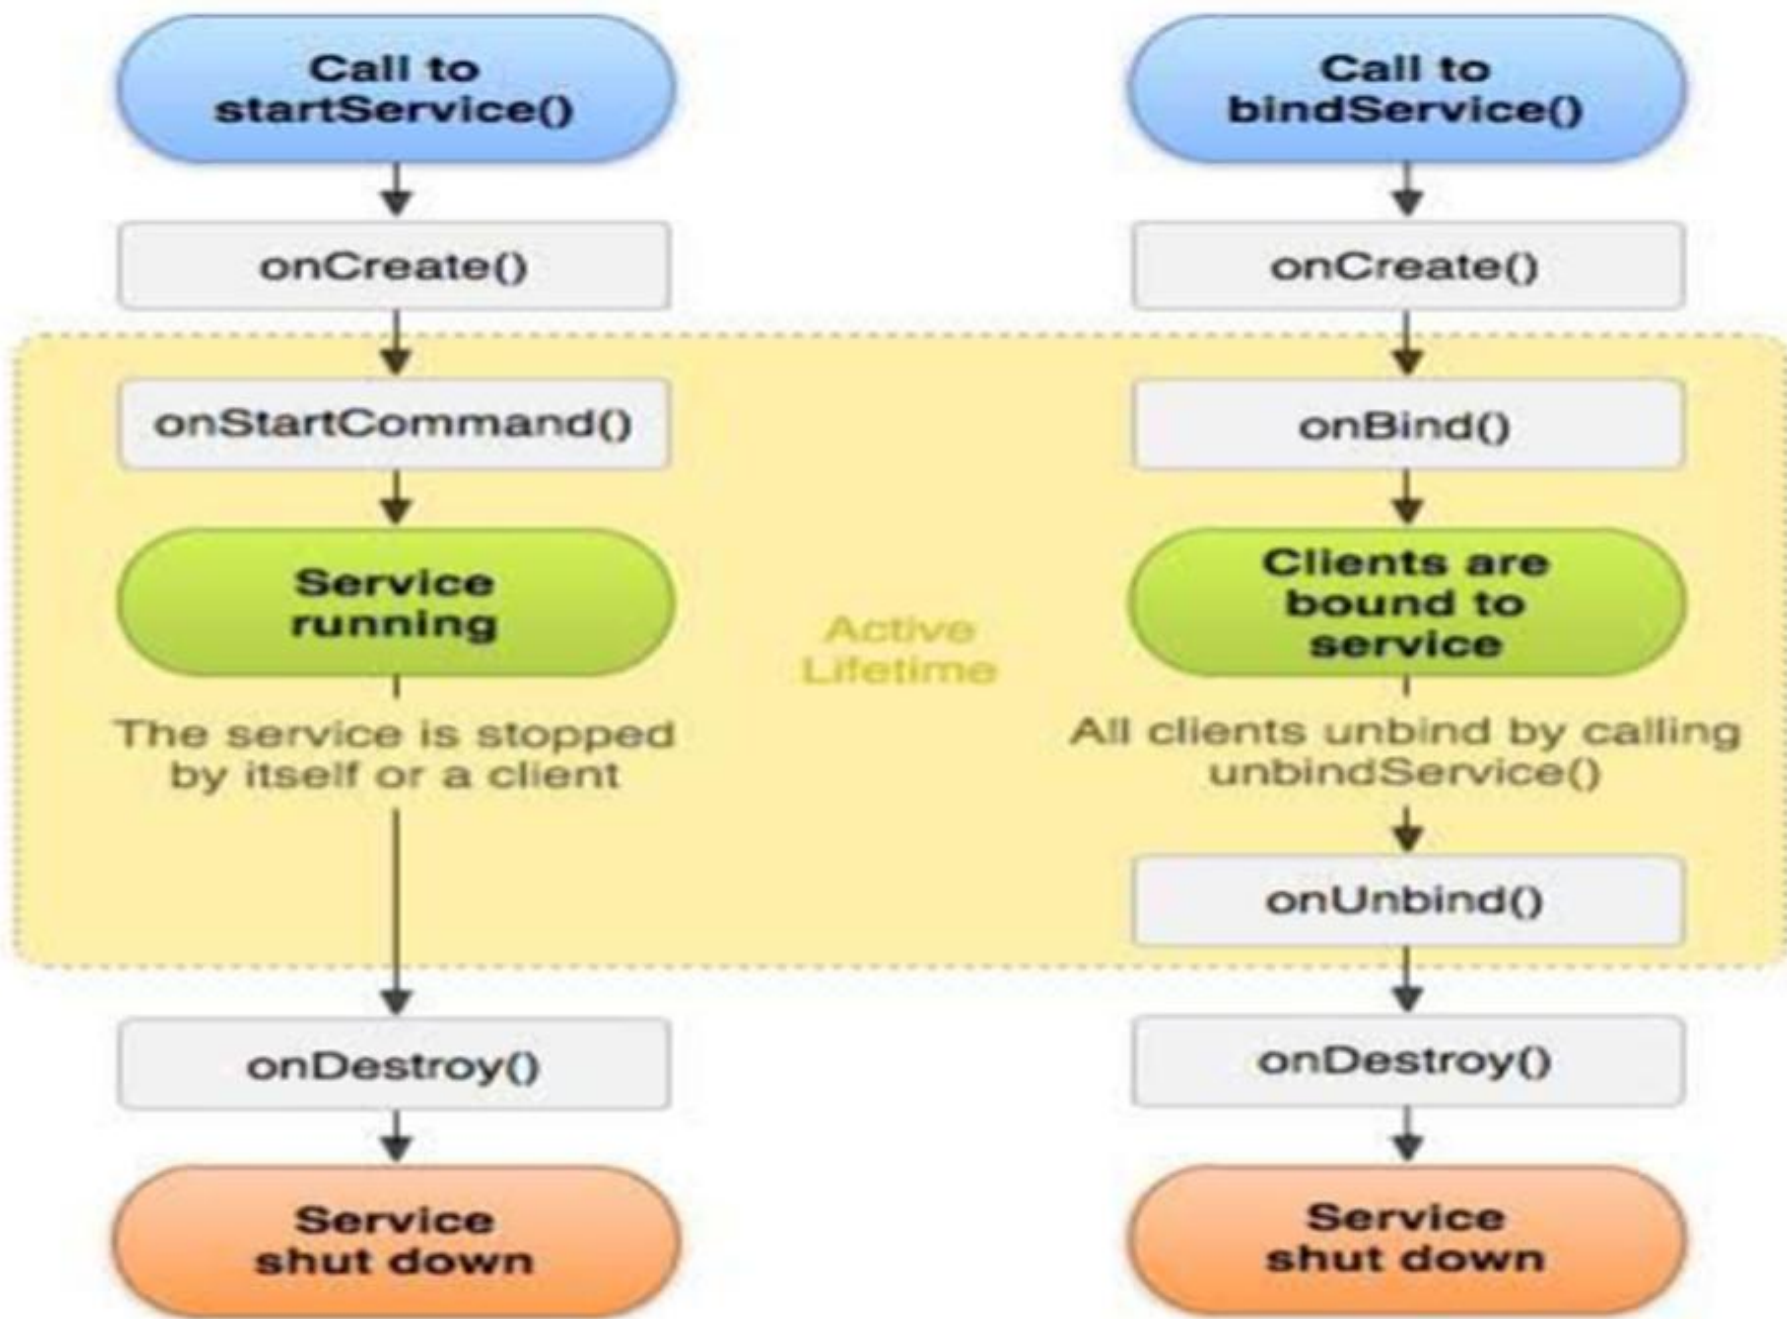 Call to
startService()
onCreate()
onStartCommand()
Service
running
The service is stopped
by itself or a client
onDestroy()
Service
shut down
Active
Lifetime
Call to
bindService()
onCreate()
onBind()
Clients are
bound to
service
All clients unbind by calling
unbindService()
onUnbind()
onDestroy()
Service
shut down